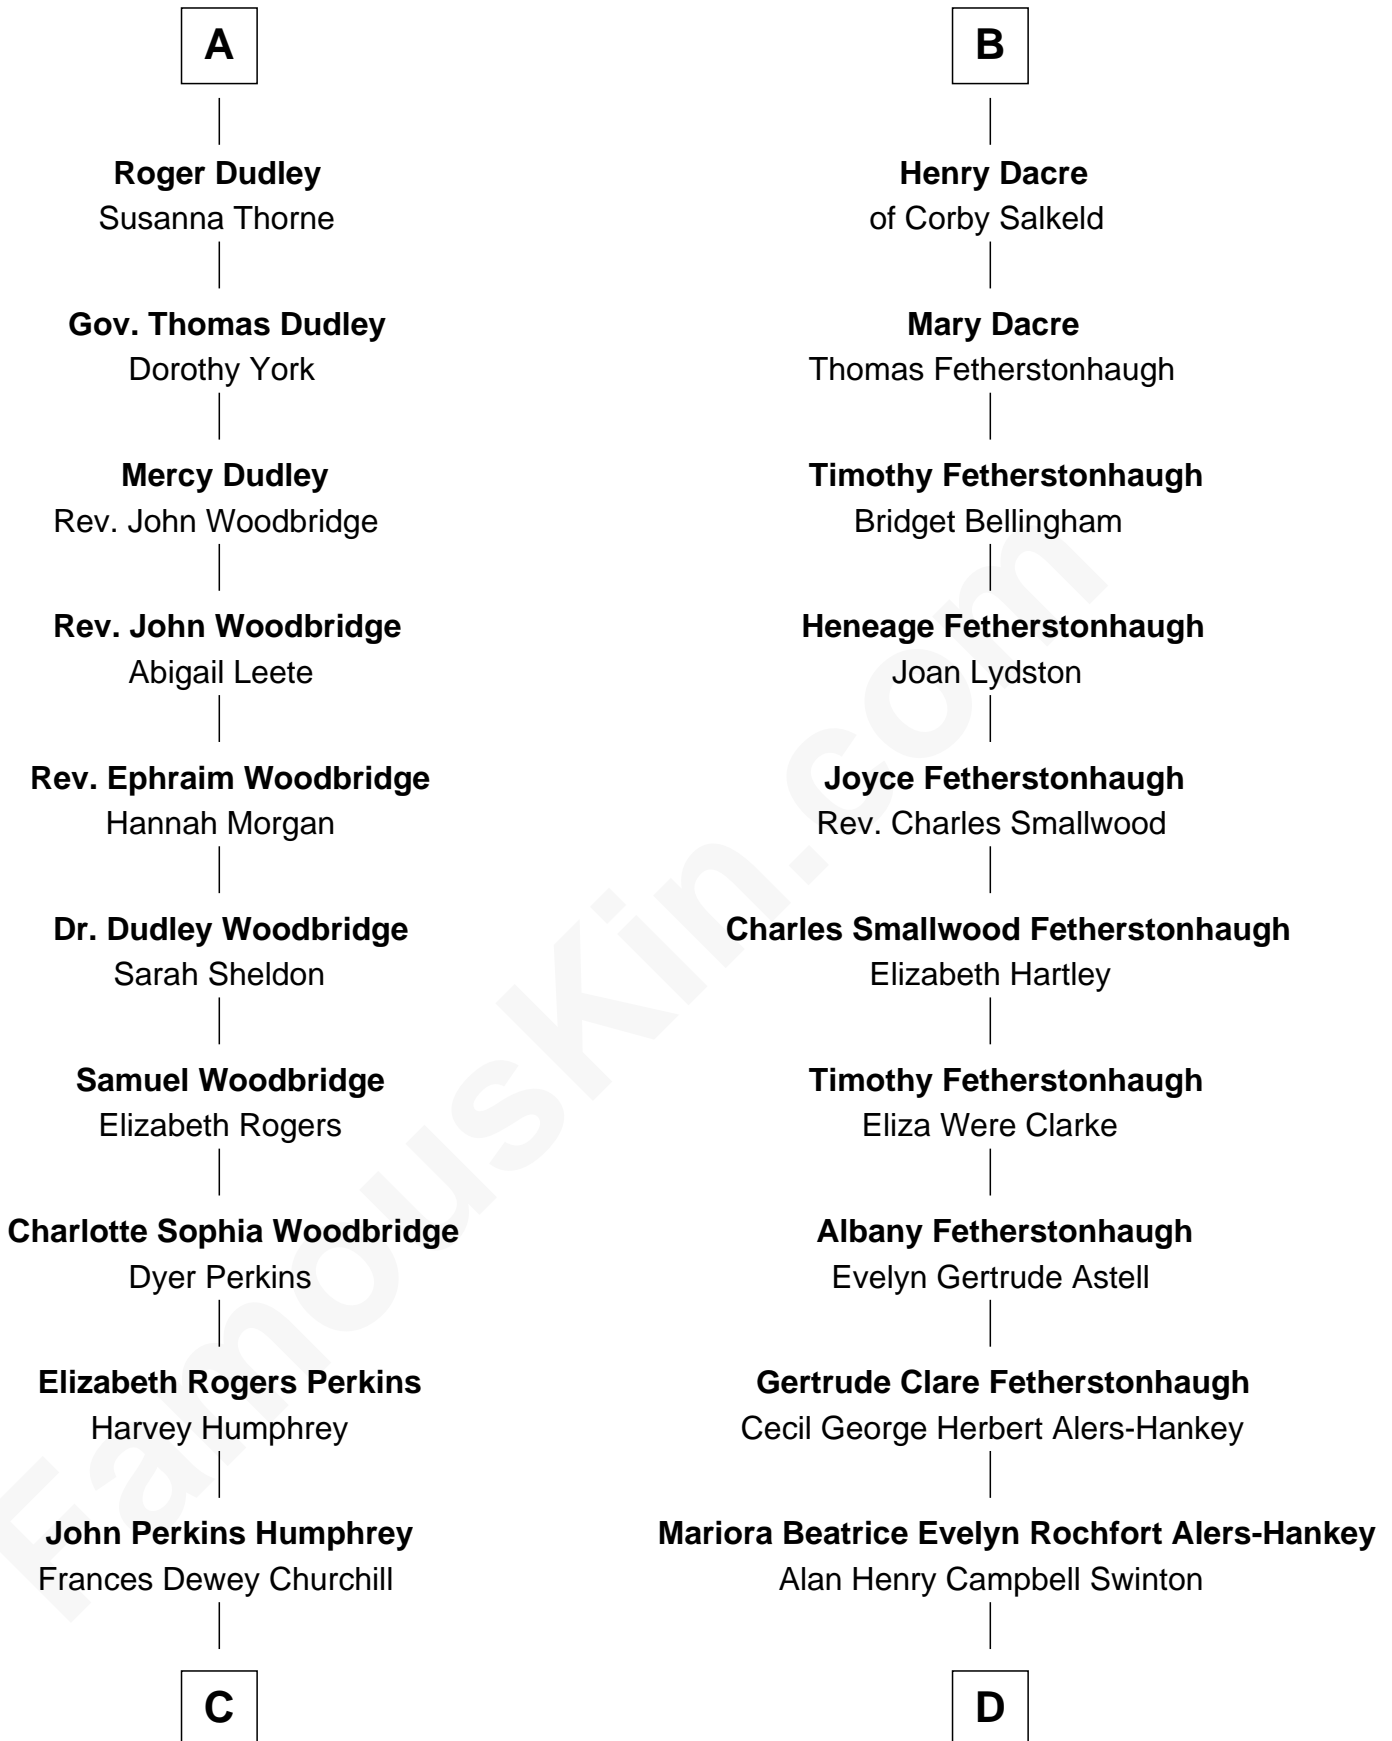 A
Roger Dudley
Susanna Thorne
Gov. Thomas Dudley
Dorothy York
Mercy Dudley
Rev. John Woodbridge
Rev. John Woodbridge
Abigail Leete
Rev. Ephraim Woodbridge
Hannah Morgan
Dr. Dudley Woodbridge
Sarah Sheldon
Samuel Woodbridge
Elizabeth Rogers
Charlotte Sophia Woodbridge
Dyer Perkins
Elizabeth Rogers Perkins
Harvey Humphrey
John Perkins Humphrey
Frances Dewey Churchill
C
B
Henry Dacre
of Corby Salkeld
Mary Dacre
Thomas Fetherstonhaugh
Timothy Fetherstonhaugh
Bridget Bellingham
Heneage Fetherstonhaugh
Joan Lydston
Joyce Fetherstonhaugh
Rev. Charles Smallwood
Charles Smallwood Fetherstonhaugh
Elizabeth Hartley
Timothy Fetherstonhaugh
Eliza Were Clarke
Albany Fetherstonhaugh
Evelyn Gertrude Astell
Gertrude Clare Fetherstonhaugh
Cecil George Herbert Alers-Hankey
Mariora Beatrice Evelyn Rochfort Alers-Hankey
Alan Henry Campbell Swinton
D
FamousKin.com